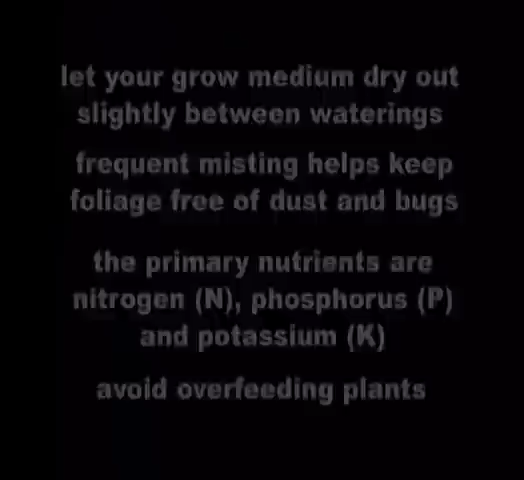 let your grow medium dry out
slightly between waterings
frequent misting helps keep
foliage free of dust and bugs
the primary nutrients are
nitrogen (N), phosphorus (P)
and potassium (K)
avoid overfeeding plants